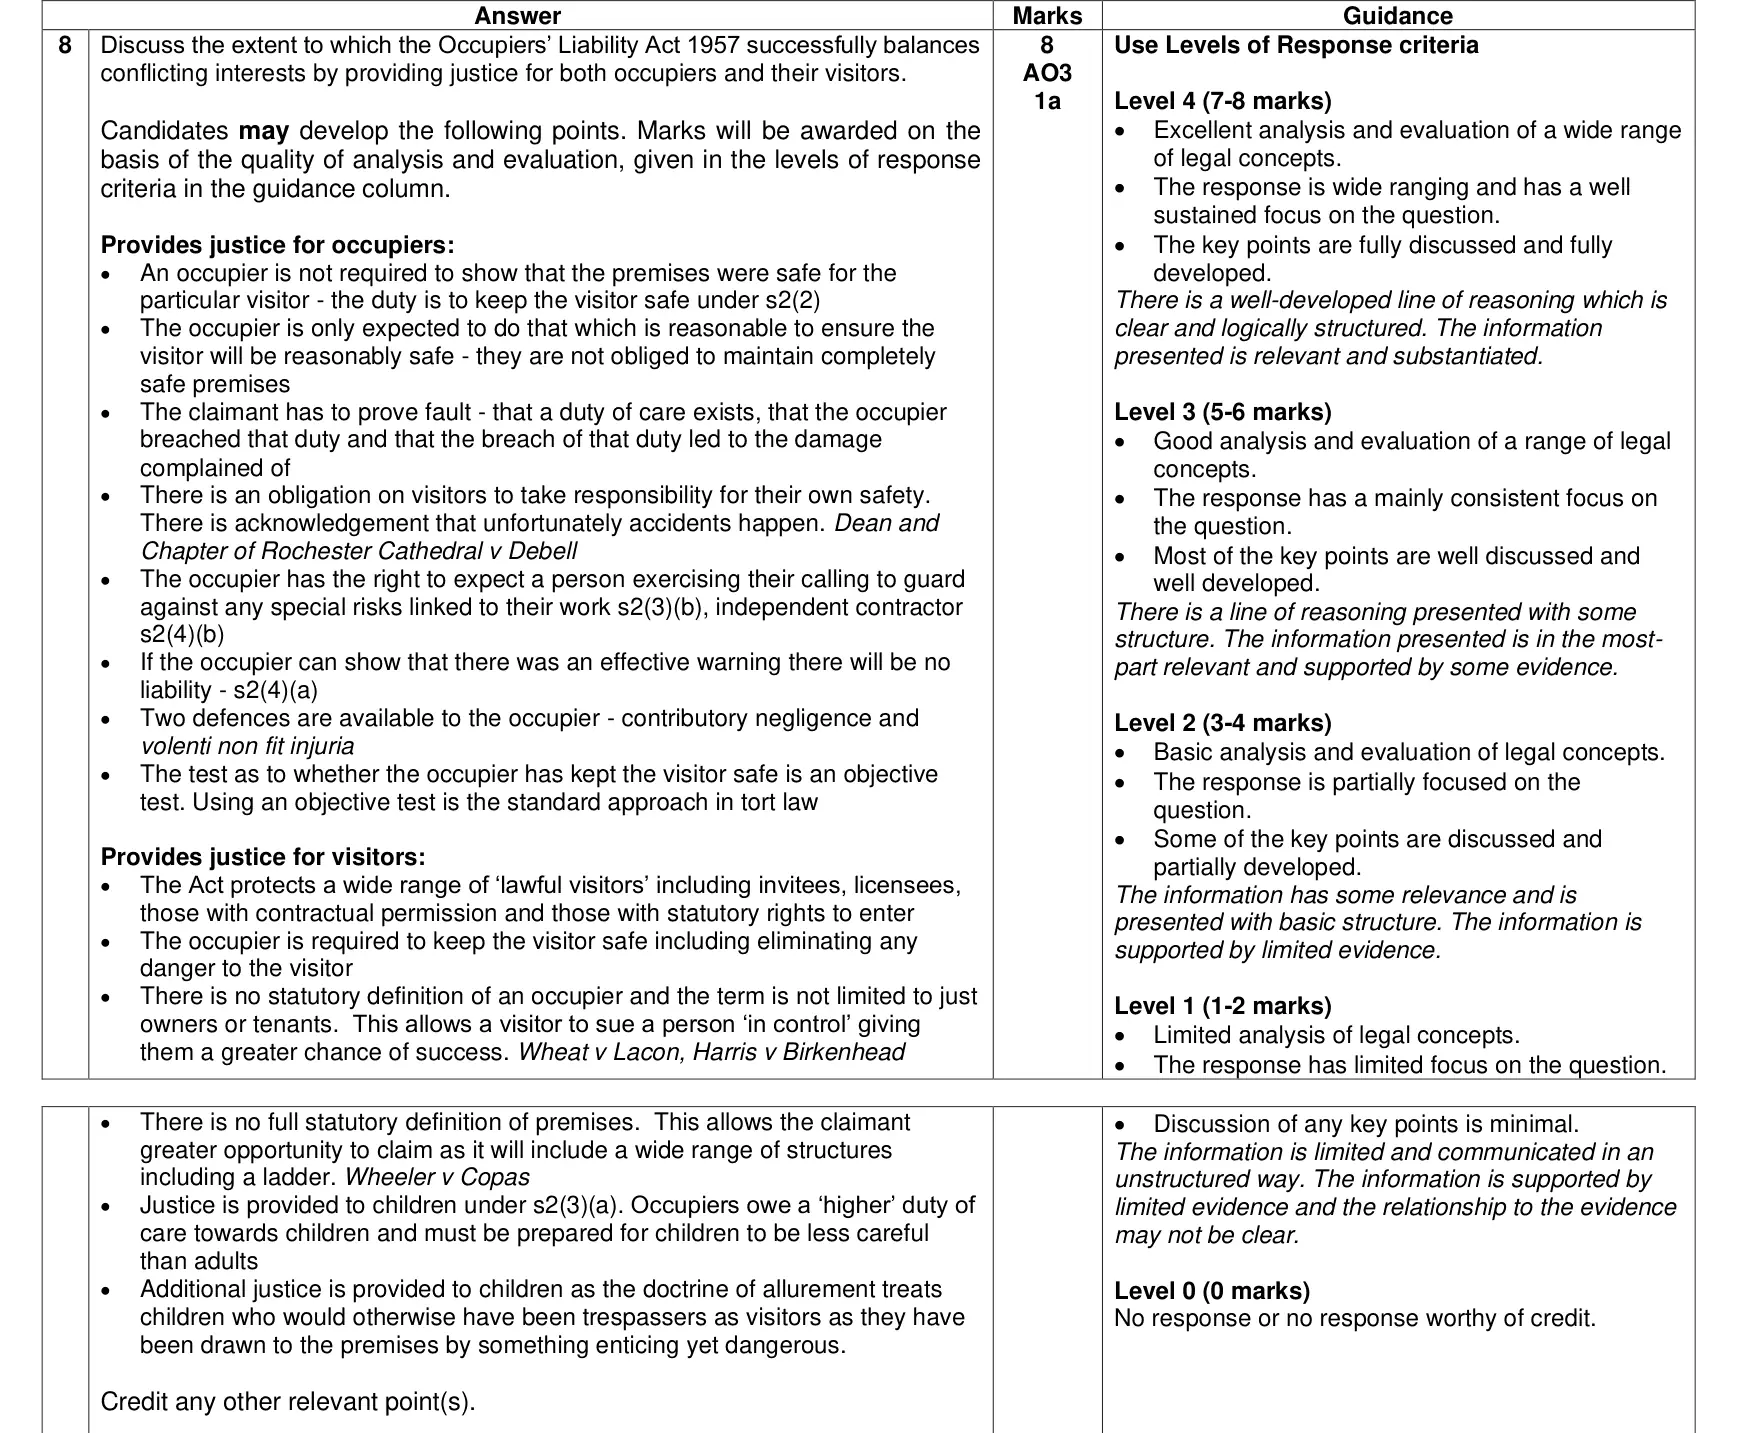 Answer Marks Guidance
8 Discuss the extent to which the Occupiers’ Liability Act 1957 successfully balances
conflicting interests by providing justice for both occupiers and their visitors.
Candidates may develop the following points. Marks will be awarded on the
basis of the quality of analysis and evaluation, given in the levels of response
criteria in the guidance column.
Provides justice for occupiers:
• An occupier is not required to show that the premises were safe for the
particular visitor - the duty is to keep the visitor safe under s2(2)
• The occupier is only expected to do that which is reasonable to ensure the
visitor will be reasonably safe - they are not obliged to maintain completely
safe premises
• The claimant has to prove fault - that a duty of care exists, that the occupier
breached that duty and that the breach of that duty led to the damage
complained of
• There is an obligation on visitors to take responsibility for their own safety.
There is acknowledgement that unfortunately accidents happen. Dean and
Chapter of Rochester Cathedral v Debell
• The occupier has the right to expect a person exercising their calling to guard
against any special risks linked to their work s2(3)(b), independent contractor
s2(4)(b)
• If the occupier can show that there was an effective warning there will be no
liability - s2(4)(a)
• Two defences are available to the occupier - contributory negligence and
volenti non fit injuria
• The test as to whether the occupier has kept the visitor safe is an objective
test. Using an objective test is the standard approach in tort law
Provides justice for visitors:
• The Act protects a wide range of ‘lawful visitors’ including invitees, licensees,
those with contractual permission and those with statutory rights to enter
• The occupier is required to keep the visitor safe including eliminating any
danger to the visitor
• There is no statutory definition of an occupier and the term is not limited to just
owners or tenants. This allows a visitor to sue a person ‘in control’ giving
them a greater chance of success. Wheat v Lacon, Harris v Birkenhead
8
AO3
1a
Use Levels of Response criteria
Level 4 (7-8 marks)
• Excellent analysis and evaluation of a wide range
of legal concepts.
• The response is wide ranging and has a well
sustained focus on the question.
• The key points are fully discussed and fully
developed.
There is a well-developed line of reasoning which is
clear and logically structured. The information
presented is relevant and substantiated.
Level 3 (5-6 marks)
• Good analysis and evaluation of a range of legal
concepts.
• The response has a mainly consistent focus on
the question.
• Most of the key points are well discussed and
well developed.
There is a line of reasoning presented with some
structure. The information presented is in the most-
part relevant and supported by some evidence.
Level 2 (3-4 marks)
• Basic analysis and evaluation of legal concepts.
• The response is partially focused on the
question.
• Some of the key points are discussed and
partially developed.
The information has some relevance and is
presented with basic structure. The information is
supported by limited evidence.
Level 1 (1-2 marks)
• Limited analysis of legal concepts.
• The response has limited focus on the question.
• There is no full statutory definition of premises. This allows the claimant
greater opportunity to claim as it will include a wide range of structures
including a ladder. Wheeler v Copas
• Justice is provided to children under s2(3)(a). Occupiers owe a ‘higher’ duty of
care towards children and must be prepared for children to be less careful
than adults
• Additional justice is provided to children as the doctrine of allurement treats
children who would otherwise have been trespassers as visitors as they have
been drawn to the premises by something enticing yet dangerous.
Credit any other relevant point(s).
• Discussion of any key points is minimal.
The information is limited and communicated in an
unstructured way. The information is supported by
limited evidence and the relationship to the evidence
may not be clear.
Level 0 (0 marks)
No response or no response worthy of credit.